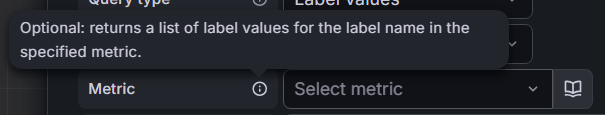 Query type
Label values
Optional: returns a list of label values for the label name in the
specified metric.
Metric
Select metric